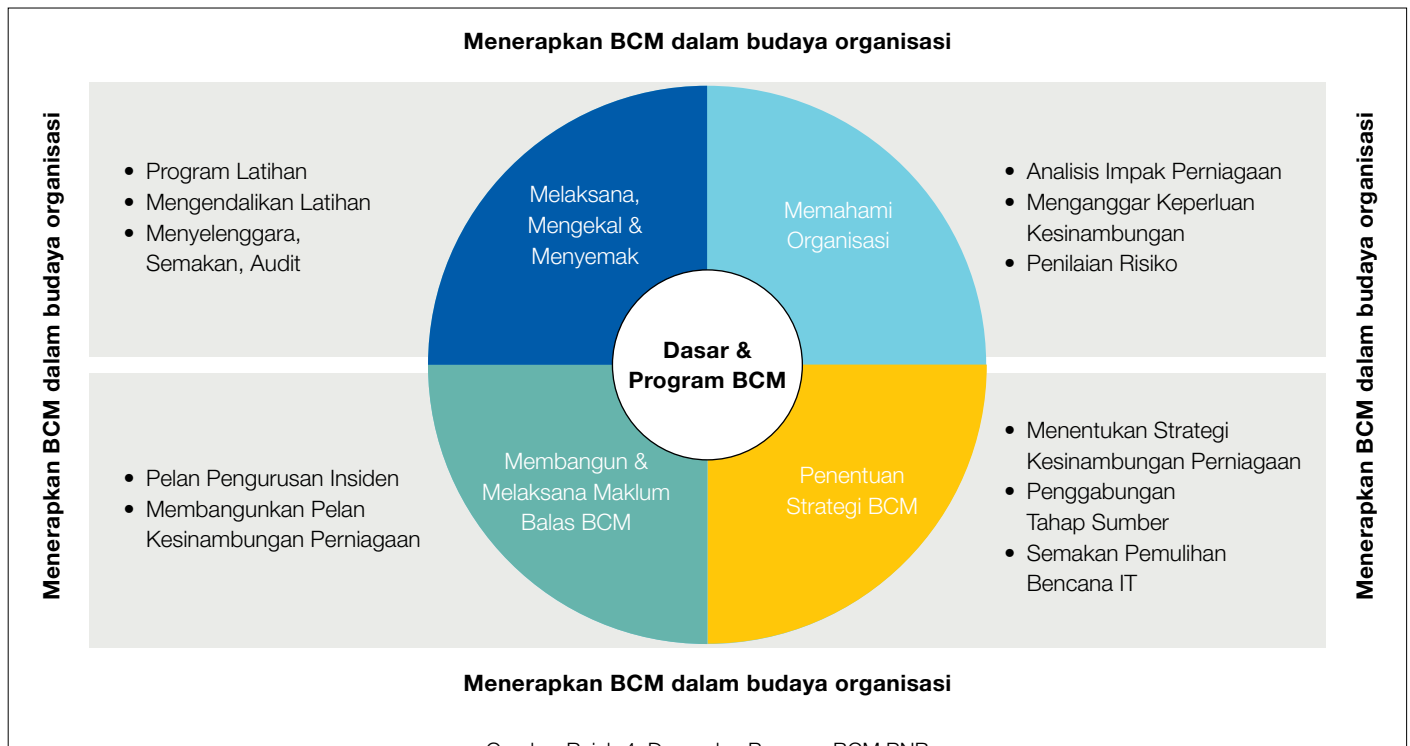 Menerapkan BCM dalam budaya organisasi
Menerapkan BCM dalam budaya organisasi
• Program Latihan
• Mengendalikan Latihan
• Menyelenggara,
Semakan, Audit
Melaksana,
Mengekal &
Menyemak
Memahami
Organisasi
• Analisis Impak Perniagaan
• Menganggar Keperluan
Kesinambungan
• Penilaian Risiko
Dasar &
Program BCM
• Pelan Pengurusan Insiden
• Membangunkan Pelan
Kesinambungan Perniagaan
Membangun &
Melaksana Maklum
Balas BCM
Penentuan
Strategi BCM
• Menentukan Strategi
Kesinambungan Perniagaan
• Penggabungan
Tahap Sumber
• Semakan Pemulihan
Bencana IT
Menerapkan BCM dalam budaya organisasi
Menerapkan BCM dalam budaya organisasi